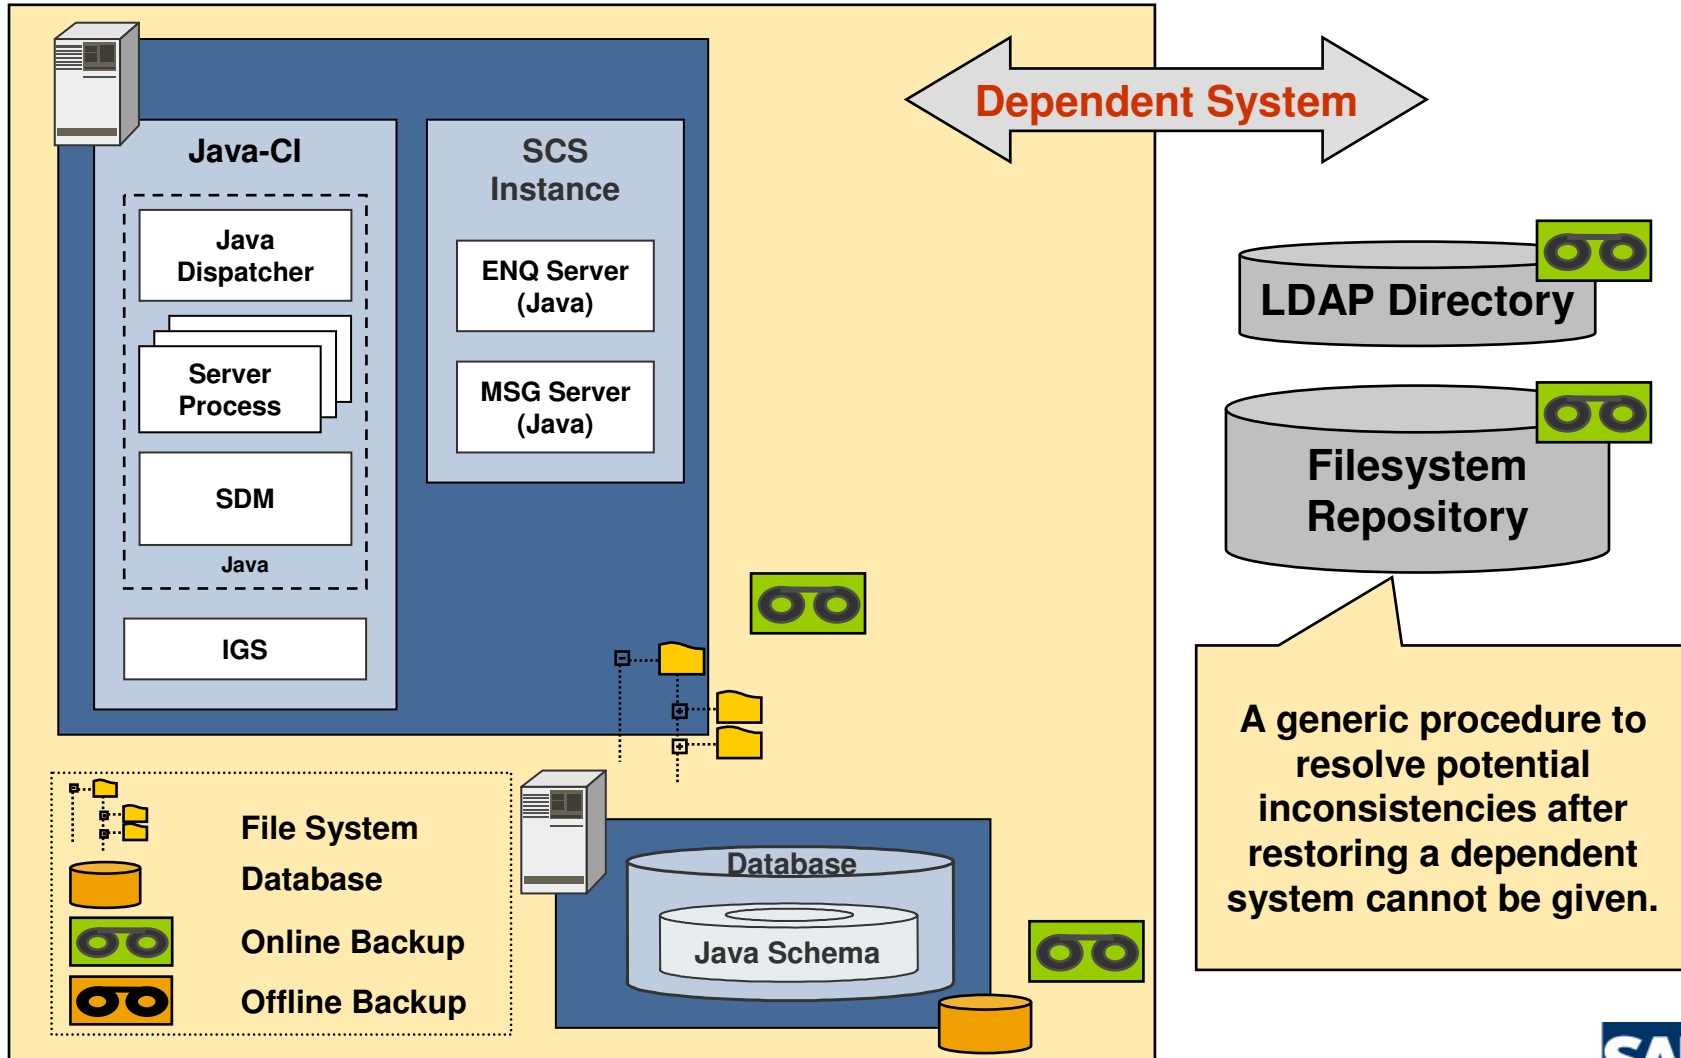 Dependent System
Java-CI
Java
Dispatcher
Server
Process
SDM
Java
IGS
SCS
Instance
ENQ Server
(Java)
MSG Server
(Java)
LDAP Directory
Filesystem
Repository
A generic procedure to
resolve potential
inconsistencies after
restoring a dependent
system cannot be given.
File System
Database
Online Backup
Offline Backup
Database
Java Schema